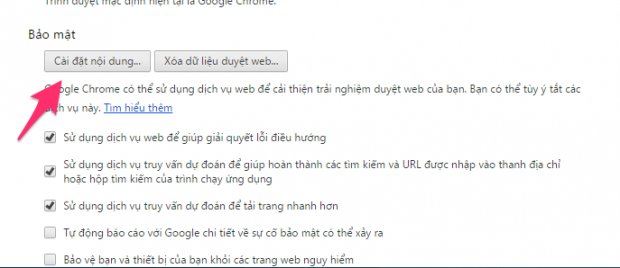 Trình duyệt mặc định hiện tại là Google Chrome.
Bảo mật
Cài đặt nội dung... Xóa dữ liệu duyệt web...
Google Chrome có thể sử dụng dịch vụ web để cải thiện trải nghiệm duyệt web của bạn. Bạn có thể tùy ý tắt các
dịch vụ này. Tìm hiểu thêm
Sử dụng dịch vụ web để giúp giải quyết lỗi điều hướng
Sử dụng dịch vụ truy vấn dự đoán để giúp hoàn thành các tìm kiếm và URL được nhập vào thanh địa chỉ
hoặc hộp tìm kiếm của trình chạy ứng dụng
Sử dụng dịch vụ truy vấn dự đoán để tải trang nhanh hơn
Tự động báo cáo với Google chi tiết về sự cố bảo mật có thể xảy ra
Bảo vệ bạn và thiết bị của bạn khỏi các trang web nguy hiểm